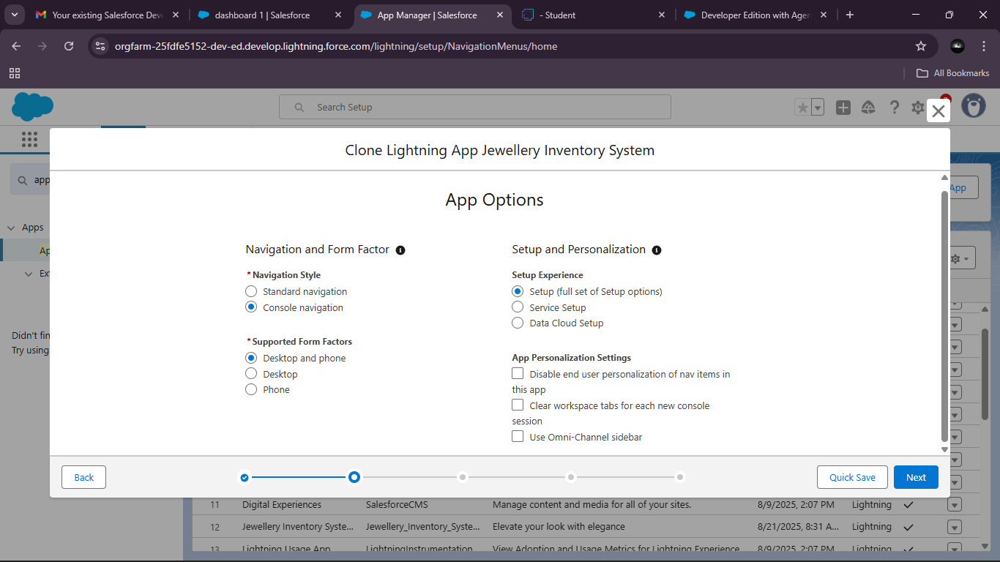 Your existing Salesforce Dev
dashboard 1 | Salesforce
App Manager | Salesforce
- Student
Developer Edition with Agen
orgfarm-25fdfe5152-dev-ed.develop.lightning.force.com/lightning/setup/NavigationMenus/home
All Bookmarks
Search Setup
Clone Lightning App Jewellery Inventory System
app
App
App Options
Apps
Navigation and Form Factor
Setup and Personalization
Ap
Ext
* Navigation Style
Setup Experience
Standard navigation
Setup (full set of Setup options)
Console navigation
Service Setup
Data Cloud Setup
Didn't fin
Try using
* Supported Form Factors
App Personalization Settings
Desktop and phone
Disable end user personalization of nav items in
this app
Desktop
Phone
Clear workspace tabs for each new console
session
Use Omni-Channel sidebar
Back
Quick Save
Next
11 Digital Experiences SalesforceCMS Manage content and media for all of your sites. 8/9/2025, 2:07 PM Lightning
12 Jewellery Inventory Syste... Jewellery_Inventory_Syste... Elevate your look with elegance 8/21/2025, 8:31 A... Lightning
13 Lightning Usage App LightningInstrumentation View Adoption and Usage Metrics for Lightning Experience 8/9/2025, 2:07 PM Lightning